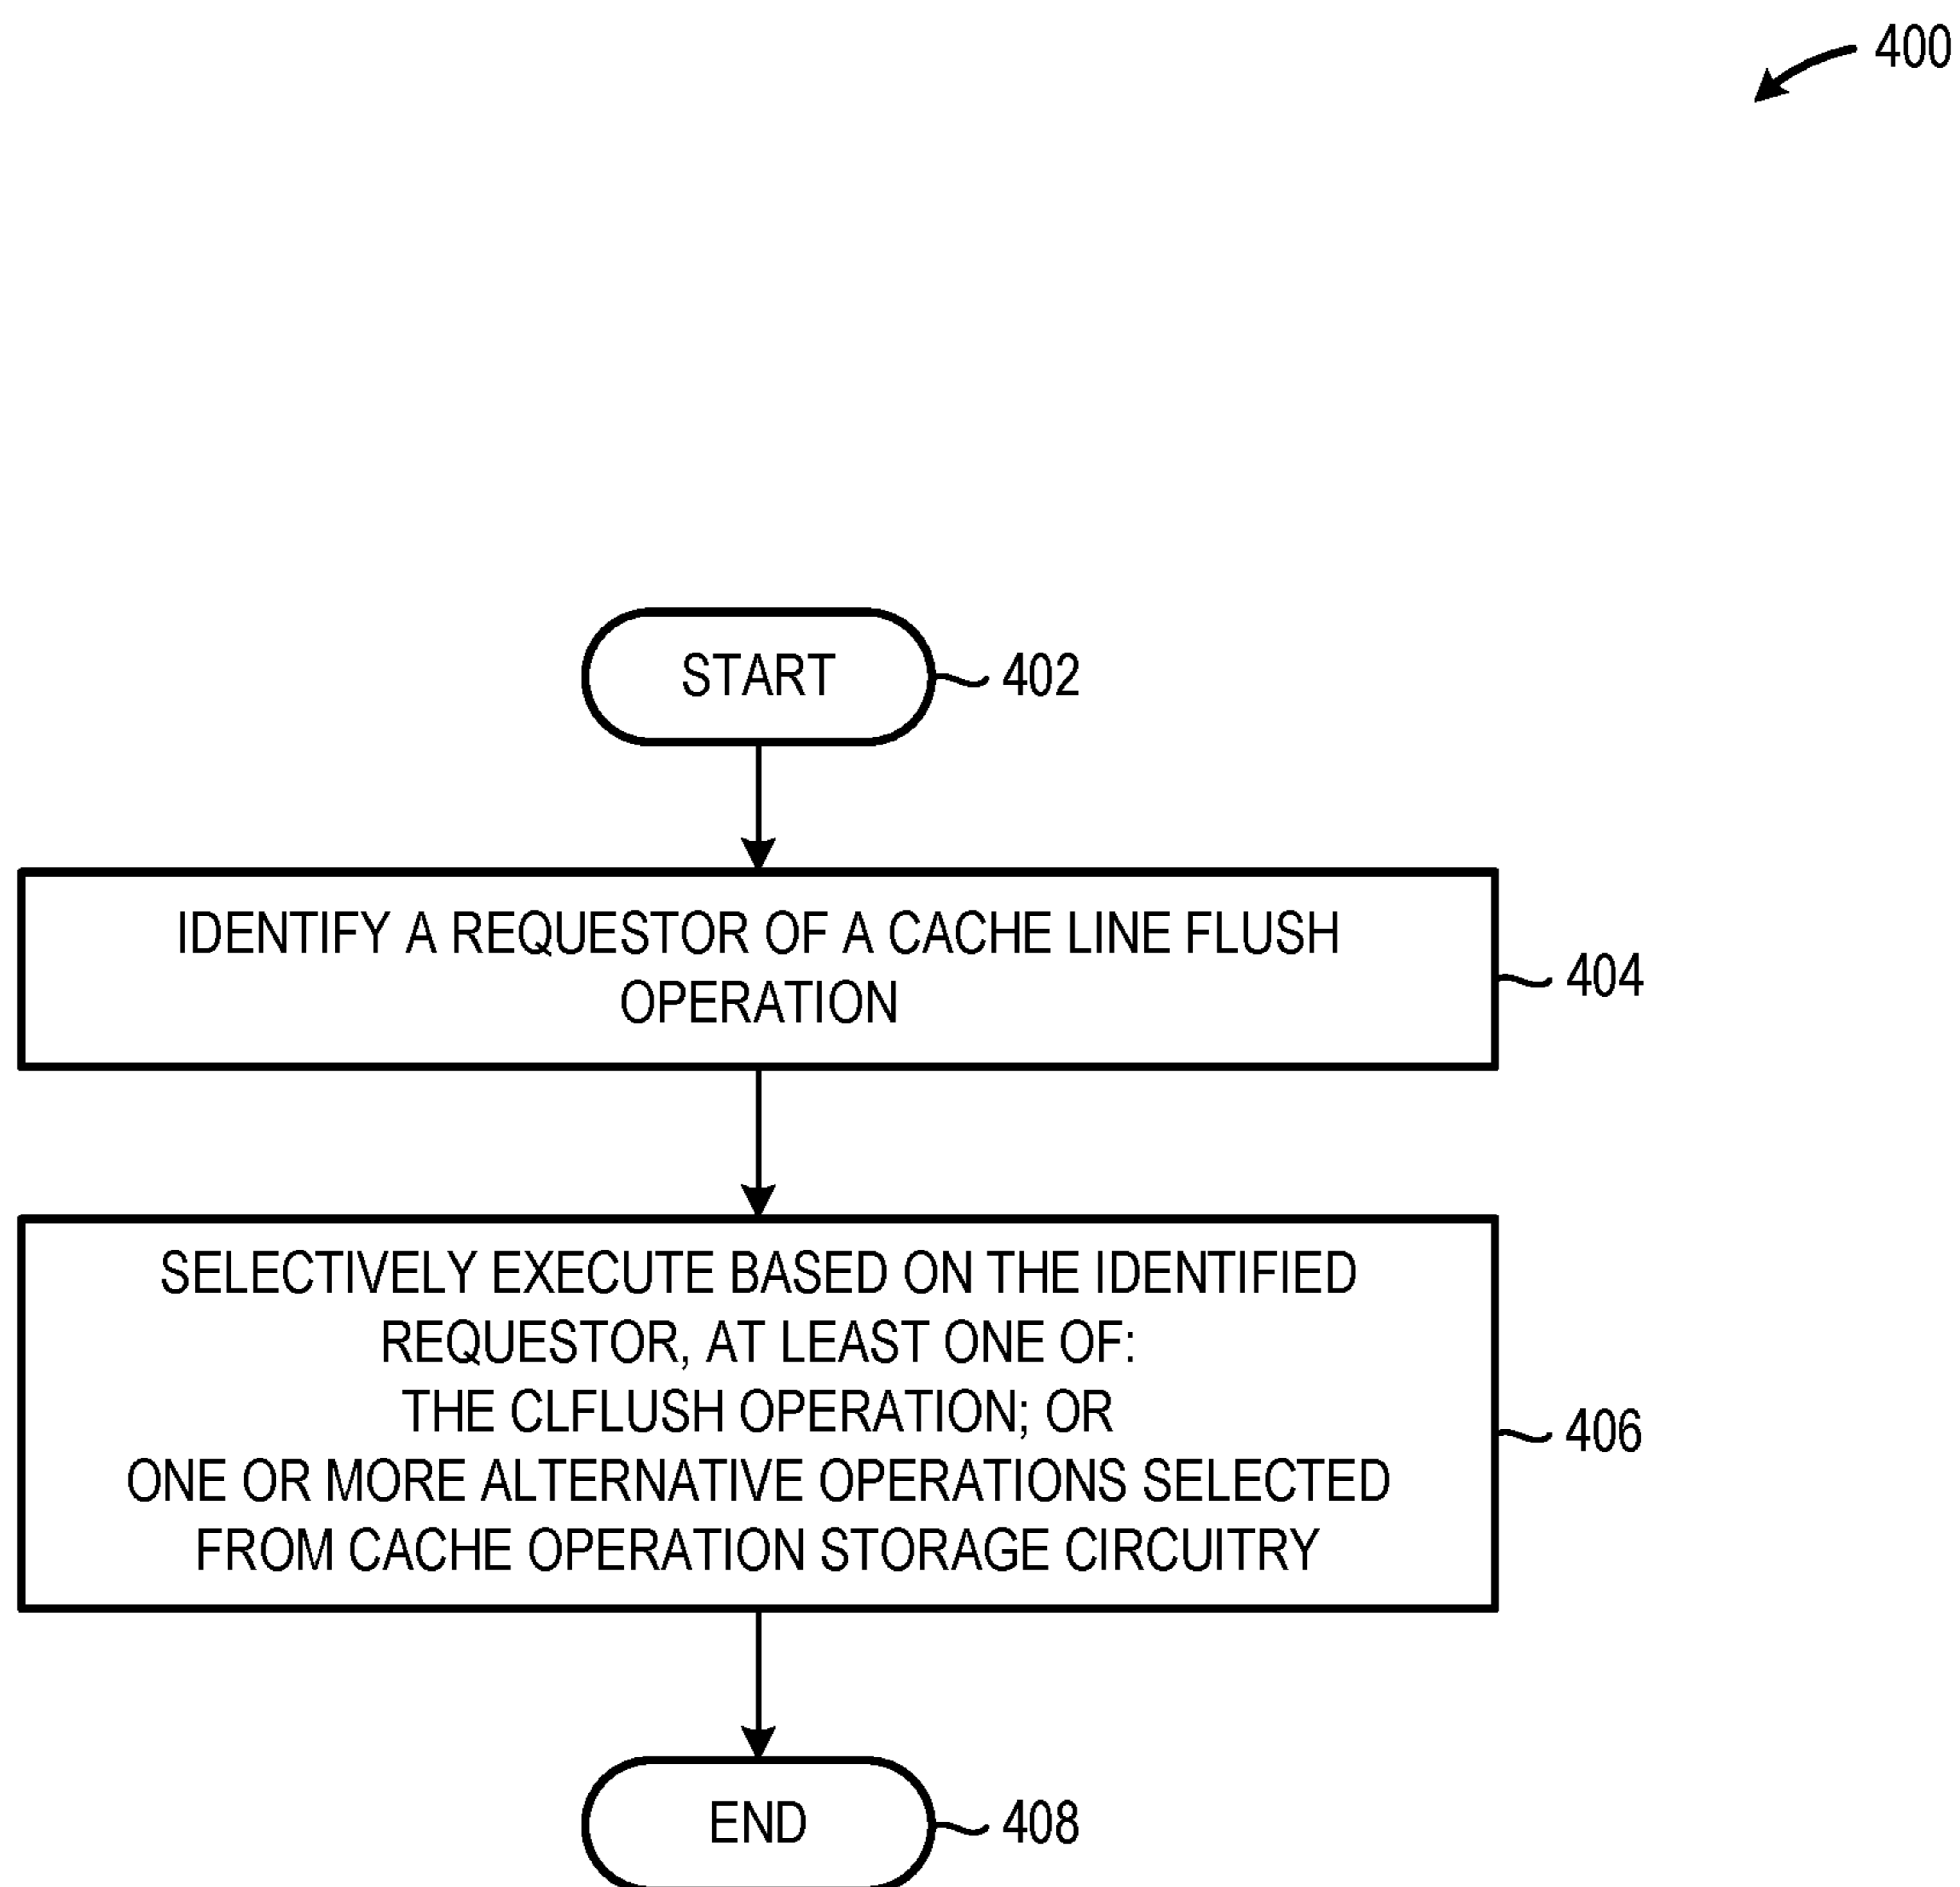 400
START
402
IDENTIFY A REQUESTOR OF A CACHE LINE FLUSH
OPERATION
404
SELECTIVELY EXECUTE BASED ON THE IDENTIFIED
REQUESTOR, AT LEAST ONE OF:
THE CLFLUSH OPERATION; OR
ONE OR MORE ALTERNATIVE OPERATIONS SELECTED
FROM CACHE OPERATION STORAGE CIRCUITRY
406
END
408